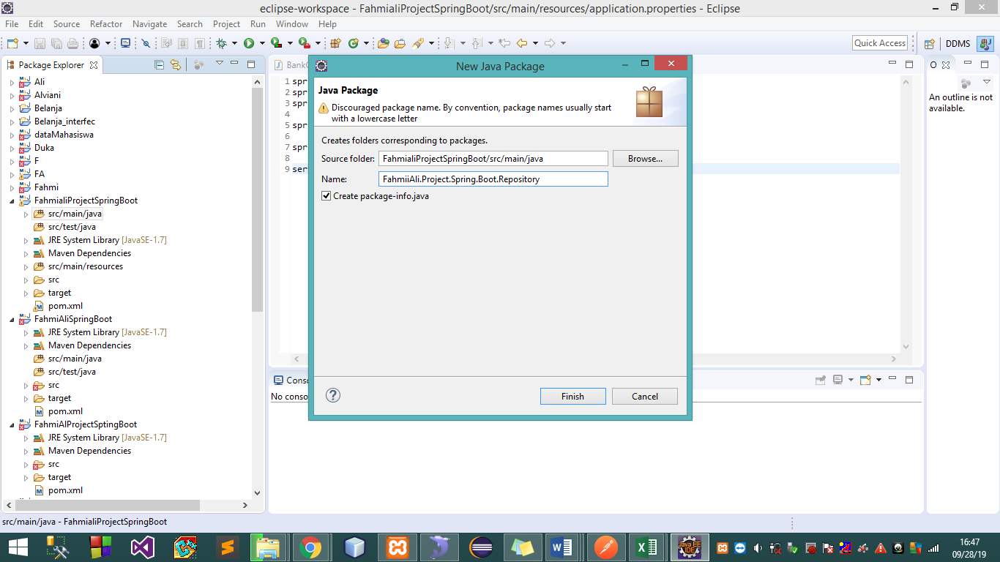 eclipse-workspace - FahmialiProjectSpringBoot/src/main/resources/application.properties - Eclipse
File Edit Source Refactor Navigate Search Project Run Window Help
Quick Access
DDMS
Package Explorer
Ali
Alviani
Belanja
Belanja_interfec
dataMahasiswa
Duka
F
FA
Fahmi
FahmialiProjectSpringBoot
src/main/java
src/test/java
JRE System Library [JavaSE-1.7]
Maven Dependencies
src/main/resources
src
target
pom.xml
FahmiAliSpringBoot
JRE System Library [JavaSE-1.7]
Maven Dependencies
src/main/java
src/test/java
src
target
pom.xml
FahmiAlProjectSptingBoot
JRE System Library [JavaSE-1.7]
Maven Dependencies
src
target
pom.xml
1 spr
2 spr
3 spr
4
5 spr
6
7 spr
8
9 ser
New Java Package
Java Package
Discouraged package name. By convention, package names usually start
with a lowercase letter
Creates folders corresponding to packages.
Source folder: FahmialiProjectSpringBoot/src/main/java Browse...
Name: FahmiiAli.Project.Spring.Boot.Repository
Create package-info.java
Finish Cancel
O
An outline is not
available.
Conso
No conso
src/main/java - FahmialiProjectSpringBoot
Java EE
IDE
16:47
09/28/19